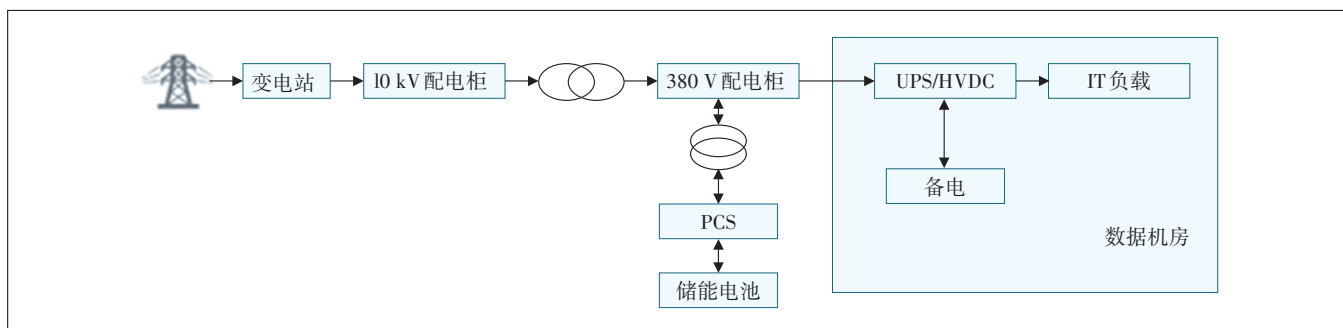 变电站
10 kV配电柜
380 V配电柜
UPS/HVDC
IT负载
备电
PCS
数据机房
储能电池